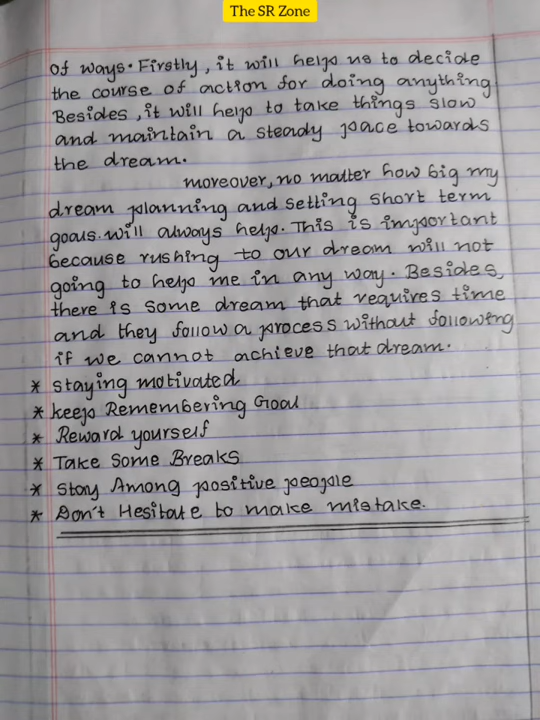 The SR Zone
of ways. Firstly, it will help us to decide
the course of action for doing anything
Besides, it will help to take things slow
and maintain a steady pace towards
the dream.
moreover, no matter how big my
dream planning and setting short term
goals will always help. This is important
because rushing to our dream will not
going to help me in any way. Besides,
there is some dream that requires time
and they follow a process without following
if we cannot achieve that dream.
* staying motivated
* keep Remembering Goal
* Reward yourself
* Take Some Breaks
* Stay Among positive people
* Don't Hesitate to make mistake.